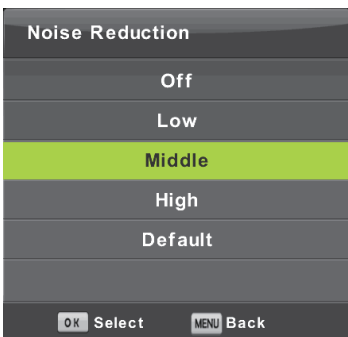 Noise Reduction
Off
Low
Middle
High
Default
OK Select MENU Back